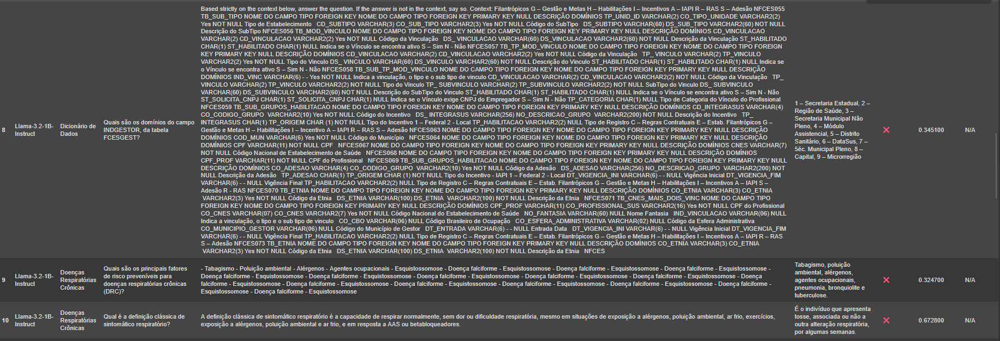 Based strictly on the context below, answer the question. If the answer is not in the context, say so. Context: Filantrópicos G – Gestão e Metas H – Habilitações I – Incentivos A – IAPI R – RAS S – Adesão NFCES055
TB_SUB_TIPO NOME DO CAMPO TIPO FOREIGN KEY NOME DO CAMPO TIPO FOREIGN KEY PRIMARY KEY NULL DESCRIÇÃO DOMÍNIOS TP_UNID_ID VARCHAR(2) CO_TIPO_UNIDADE VARCHAR2(2)
Yes NOT NULL Tipo de Estabelecimento CD_SUBTIPO VARCHAR(3) CO_SUB_TIPO VARCHAR2(3) Yes NOT NULL Código do SubTipo DS_SUBTIPO VARCHAR(60) DS_SUB_TIPO VARCHAR2(60) NOT NULL
Descrição do SubTipo NFCES056 TB_MOD_VINCULO NOME DO CAMPO TIPO FOREIGN KEY NOME DO CAMPO TIPO FOREIGN KEY PRIMARY KEY NULL DESCRIÇÃO DOMÍNIOS CD_VINCULACAO
VARCHAR(2) CD_VINCULACAO VARCHAR2(2) Yes NOT NULL Código da Vinculação DS_ VINCULACAO VARCHAR(60) DS_VINCULACAO VARCHAR2(60) NOT NULL Descrição da Vinculação ST_HABILITADO
CHAR(1) ST_HABILITADO CHAR(1) NULL Indica se o Vínculo se encontra ativo S – Sim N - Não NFCES057 TB_TP_MOD_VINCULO NOME DO CAMPO TIPO FOREIGN KEY NOME DO CAMPO TIPO FOREIGN
KEY PRIMARY KEY NULL DESCRIÇÃO DOMÍNIOS CD_VINCULACAO VARCHAR(2) CD_VINCULACAO VARCHAR2(2) Yes NOT NULL Código da Vinculação TP_ VINCULO VARCHAR(2) TP_VINCULO
VARCHAR2(2) Yes NOT NULL Tipo do Vinculo DS_ VINCULO VARCHAR(60) DS_VINCULO VARCHAR2(60) NOT NULL Descrição do Vinculo ST_HABILITADO CHAR(1) ST_HABILITADO CHAR(1) NULL Indica se
o Vínculo se encontra ativo S – Sim N - Não NFCES058 TB_SUB_TP_MOD_VINCULO NOME DO CAMPO TIPO FOREIGN KEY NOME DO CAMPO TIPO FOREIGN KEY PRIMARY KEY NULL DESCRIÇÃO
DOMÍNIOS IND_VINC VARCHAR(6) - - Yes NOT NULL Indica a vinculação, o tipo e o sub tipo de vinculo CD_VINCULACAO VARCHAR(2) CD_VINCULACAO VARCHAR2(2) NOT NULL Código da Vinculação TP_
VINCULO VARCHAR(2) TP_VINCULO VARCHAR2(2) NOT NULL Tipo do Vinculo TP_ SUBVINCULO VARCHAR(2) TP_SUBVINCULO VARCHAR2(2) NOT NULL SubTipo do Vinculo DS_ SUBVINCULO
VARCHAR(60) DS_SUBVINCULO VARCHAR2(60) NOT NULL Descrição do SubTipo do Vinculo ST_HABILITADO CHAR(1) ST_HABILITADO CHAR(1) NULL Indica se o Vínculo se encontra ativo S – Sim N - Não
ST_SOLICITA_CNPJ CHAR(1) ST_SOLICITA_CNPJ CHAR(1) NULL Indica se o Vínculo exige CNPJ do Empregador S – Sim N - Não TP_CATEGORIA CHAR(1) NULL Tipo de Categoria do Vínculo do Profissional
NFCES059 TB_SUB_GRUPOS_HABILITACAO NOME DO CAMPO TIPO FOREIGN KEY NOME DO CAMPO TIPO FOREIGN KEY PRIMARY KEY NULL DESCRIÇÃO DOMÍNIOS CD_INTEGRASUS VARCHAR(4)
8
Llama-3.2-1B-
Instruct
Dicionário de
Dados
Quais são os domínios do campo
INDGESTOR, da tabela
FCESGEST?
CO_CODIGO_GRUPO VARCHAR2(10) Yes NOT NULL Código do Incentivo DS_ INTEGRASUS VARCHAR(256) NO_DESCRICAO_GRUPO VARCHAR2(200) NOT NULL Descrição do Incentivo TP_
INTEGRASUS CHAR(1) TP_ORIGEM CHAR (1) NOT NULL Tipo do Incentivo 1 – Federal 2 - Local TP_HABILITACAO VARCHAR2(2) NULL Tipo de Registro C – Regras Contratuais E – Estab. Filantrópicos G –
Gestão e Metas H – Habilitações I – Incentivo A – IAPI R – RAS S – Adesão NFCES063 NOME DO CAMPO TIPO FOREIGN KEY NOME DO CAMPO TIPO FOREIGN KEY PRIMARY KEY NULL DESCRIÇÃO
DOMÍNIOS COD_MUN VARCHAR(6) Yes NOT NULL Código do Município NFCES064 NOME DO CAMPO TIPO FOREIGN KEY NOME DO CAMPO TIPO FOREIGN KEY PRIMARY KEY NULL DESCRIÇÃO
DOMÍNIOS CPF VARCHAR(11) NOT NULL CPF NFCES067 NOME DO CAMPO TIPO FOREIGN KEY NOME DO CAMPO TIPO FOREIGN KEY PRIMARY KEY NULL DESCRIÇÃO DOMÍNIOS CNES VARCHAR(7)
NOT NULL Código Nacional de Estabelecimento de Saúde NFCES068 NOME DO CAMPO TIPO FOREIGN KEY NOME DO CAMPO TIPO FOREIGN KEY PRIMARY KEY NULL DESCRIÇÃO DOMÍNIOS
CPF_PROF VARCHAR(11) NOT NULL CPF do Profissional NFCES069 TB_SUB_GRUPOS_HABILITACAO NOME DO CAMPO TIPO FOREIGN KEY NOME DO CAMPO TIPO FOREIGN KEY PRIMARY KEY NULL
DESCRIÇÃO DOMÍNIOS CO_ADESAO VARCHAR(4) CO_CODIGO_GRUPO VARCHAR2(10) Yes NOT NULL Código da Adesão DS_ADESAO VARCHAR(256) NO_DESCRICAO_GRUPO VARCHAR2(200) NOT
NULL Descrição da Adesão TP_ADESAO CHAR(1) TP_ORIGEM CHAR (1) NOT NULL Tipo do Incentivo - IAPI 1 – Federal 2 - Local DT_VIGENCIA_INI VARCHAR(6) - - NULL Vigência Inicial DT_VIGENCIA_FIM
VARCHAR(6) - - NULL Vigência Final TP_HABILITACAO VARCHAR2(2) NULL Tipo de Registro C – Regras Contratuais E – Estab. Filantrópicos G – Gestão e Metas H – Habilitações I – Incentivos A – IAPI S –
Adesão R - RAS NFCES070 TB_ETNIA NOME DO CAMPO TIPO FOREIGN KEY NOME DO CAMPO TIPO FOREIGN KEY PRIMARY KEY NULL DESCRIÇÃO DOMÍNIOS CO_ETNIA VARCHAR(3) CO_ETNIA
VARCHAR2(3) Yes NOT NULL Código da Etnia DS_ETNIA VARCHAR(100) DS_ETNIA VARCHAR2(100) NOT NULL Descrição da Etnia NFCES071 TB_CNES_MAIS_DOIS_VINC NOME DO CAMPO TIPO
FOREIGN KEY NOME DO CAMPO TIPO FOREIGN KEY PRIMARY KEY NULL DESCRIÇÃO DOMÍNIOS CPF_PROF VARCHAR(11) CO_PROFISSIONAL_SUS VARCHAR2(16) Yes NOT NULL CPF do Profissional
CO_CNES VARCHAR(07) CO_CNES VARCHAR2(7) Yes NOT NULL Código Nacional do Estabelecimento de Saúde NO_FANTASIA VARCHAR(60) NULL Nome Fantasia IND_VINCULACAO VARCHAR(06) NULL
Indica a vinculação, o tipo e o sub tipo de vinculo CO_CBO VARCHAR(06) NULL Código Brasileiro de Ocupação CO_ESFERA_ADMINISTRATIVA VARCHAR(02) NULL Código da Esfera Administrativa
CO_MUNICIPIO_GESTOR VARCHAR(06) NULL Código do Município de Gestor DT_ENTRADA VARCHAR(6) - - NULL Entrada Data DT_VIGENCIA_INI VARCHAR(6) - - NULL Vigência Inicial DT_VIGENCIA_FIM
VARCHAR(6) - - NULL Vigência Final TP_HABILITACAO VARCHAR2(2) NULL Tipo de Registro C – Regras Contratuais E – Estab. Filantrópicos G – Gestão e Metas H – Habilitações I – Incentivos A – IAPI R – RAS
S – Adesão NFCES073 TB_ETNIA NOME DO CAMPO TIPO FOREIGN KEY NOME DO CAMPO TIPO FOREIGN KEY PRIMARY KEY NULL DESCRIÇÃO DOMÍNIOS CO_ETNIA VARCHAR(3) CO_ETNIA
VARCHAR2(3) Yes NOT NULL Código da Etnia DS_ETNIA VARCHAR(100) DS_ETNIA VARCHAR2(100) NOT NULL Descrição da Etnia NFCES
1 – Secretaria Estadual, 2 –
Região de Saúde, 3 –
Secretaria Municipal Não
Pleno, 4 – Módulo
Assistencial, 5 – Distrito
Sanitário, 6 – DataSus, 7 –
5éc. Municipal Pleno, 8 –
Capital, 9 – Microrregião
0.345100
N/A
9
Llama-3.2-1B-
Instruct
Doenças
Respiratórias
Crônicas
Quais são os principais fatores
de risco preveníveis para
doenças respiratórias crônicas
(DRC)?
- Tabagismo - Poluição ambiental - Alérgenos - Agentes ocupacionais - Esquistossomose - Doença falciforme - Esquistossomose - Doença falciforme - Esquistossomose - Doença falciforme - Esquistossomose -
Doença falciforme - Esquistossomose - Doença falciforme - Esquistossomose - Doença falciforme - Esquistossomose - Doença falciforme - Esquistossomose - Doença falciforme - Esquistossomose - Doença
falciforme - Esquistossomose - Doença falciforme - Esquistossomose - Doença falciforme - Esquistossomose - Doença falciforme - Esquistossomose - Doença falciforme - Esquistossomose - Doença falciforme -
Esquistossomose - Doença falciforme - Esquistossomose
Tabagismo, poluição
ambiental, alérgenos,
agentes ocupacionais,
pneumonia, bronquiolite e
tuberculose.
0.324700
N/A
10
Llama-3.2-1B-
Instruct
Doenças
Respiratórias
Crônicas
Qual é a definição clássica de
sintomático respiratório?
A definição clássica de sintomático respiratório é a capacidade de respirar normalmente, sem dor ou dificuldade respiratória, mesmo em situações de exposição a alérgenos, poluição ambiental, ar frio, exercícios,
exposição a alérgenos, poluição ambiental e ar frio, e em resposta a AAS ou betabloqueadores.
É o indivíduo que apresenta
tosse, associada ou não a
outra alteração respiratória,
por algumas semanas.
0.672800
N/A